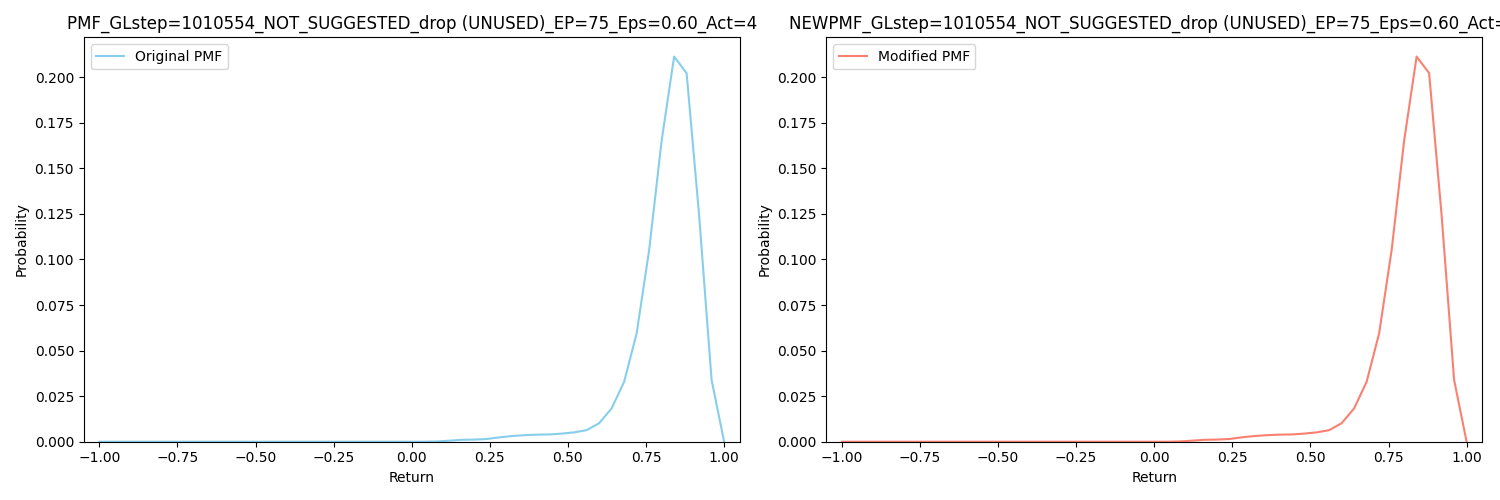 PMF_GLstep=1010554_NOT_SUGGESTED_drop (UNUSED)_EP=75_Eps=0.60_Act=4
Original PMF
0.200
0.175
0.150
0.125
0.100
0.075
0.050
0.025
0.000
Probability
−1.00 −0.75 −0.50 −0.25 0.00 0.25 0.50 0.75 1.00
Return
NEWPMF_GLstep=1010554_NOT_SUGGESTED_drop (UNUSED)_EP=75_Eps=0.60_Act=
Modified PMF
0.200
0.175
0.150
0.125
0.100
0.075
0.050
0.025
0.000
Probability
−1.00 −0.75 −0.50 −0.25 0.00 0.25 0.50 0.75 1.00
Return